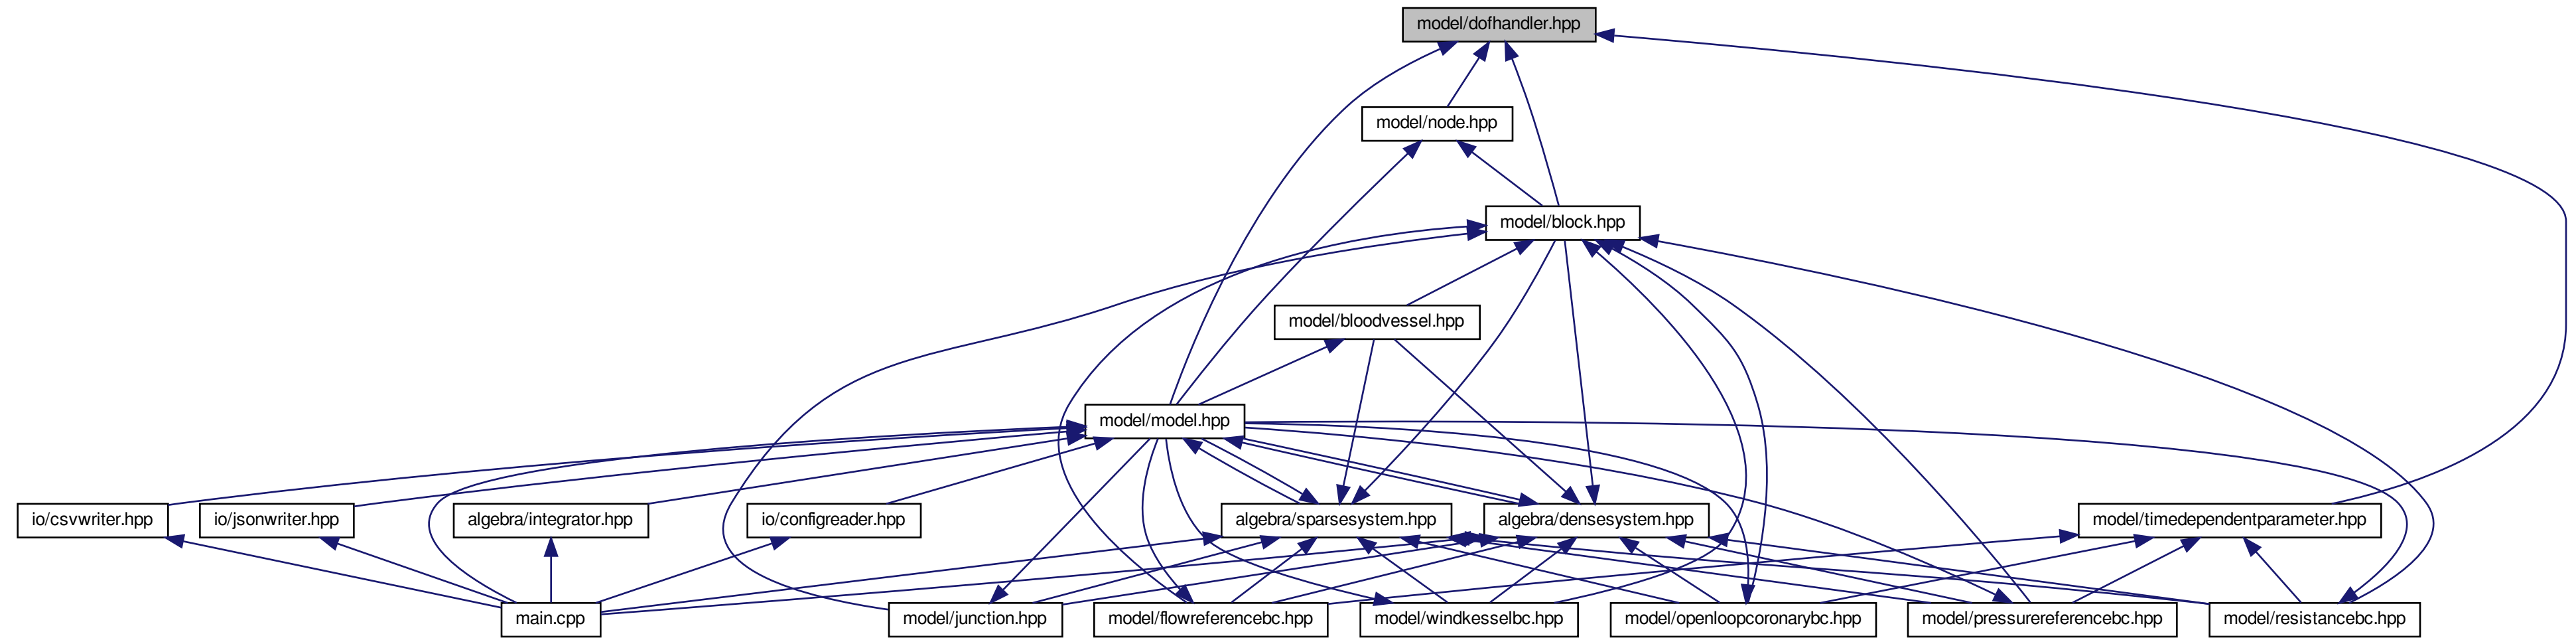 model/dofhandler.hpp
model/node.hpp
model/block.hpp
model/bloodvessel.hpp
model/model.hpp
io/csvwriter.hpp
io/jsonwriter.hpp
algebra/integrator.hpp
io/configreader.hpp
algebra/sparsesystem.hpp
algebra/densesystem.hpp
model/timedependentparameter.hpp
main.cpp
model/junction.hpp
model/flowreferencebc.hpp
model/windkesselbc.hpp
model/openloopcoronarybc.hpp
model/pressurereferencebc.hpp
model/resistancebc.hpp